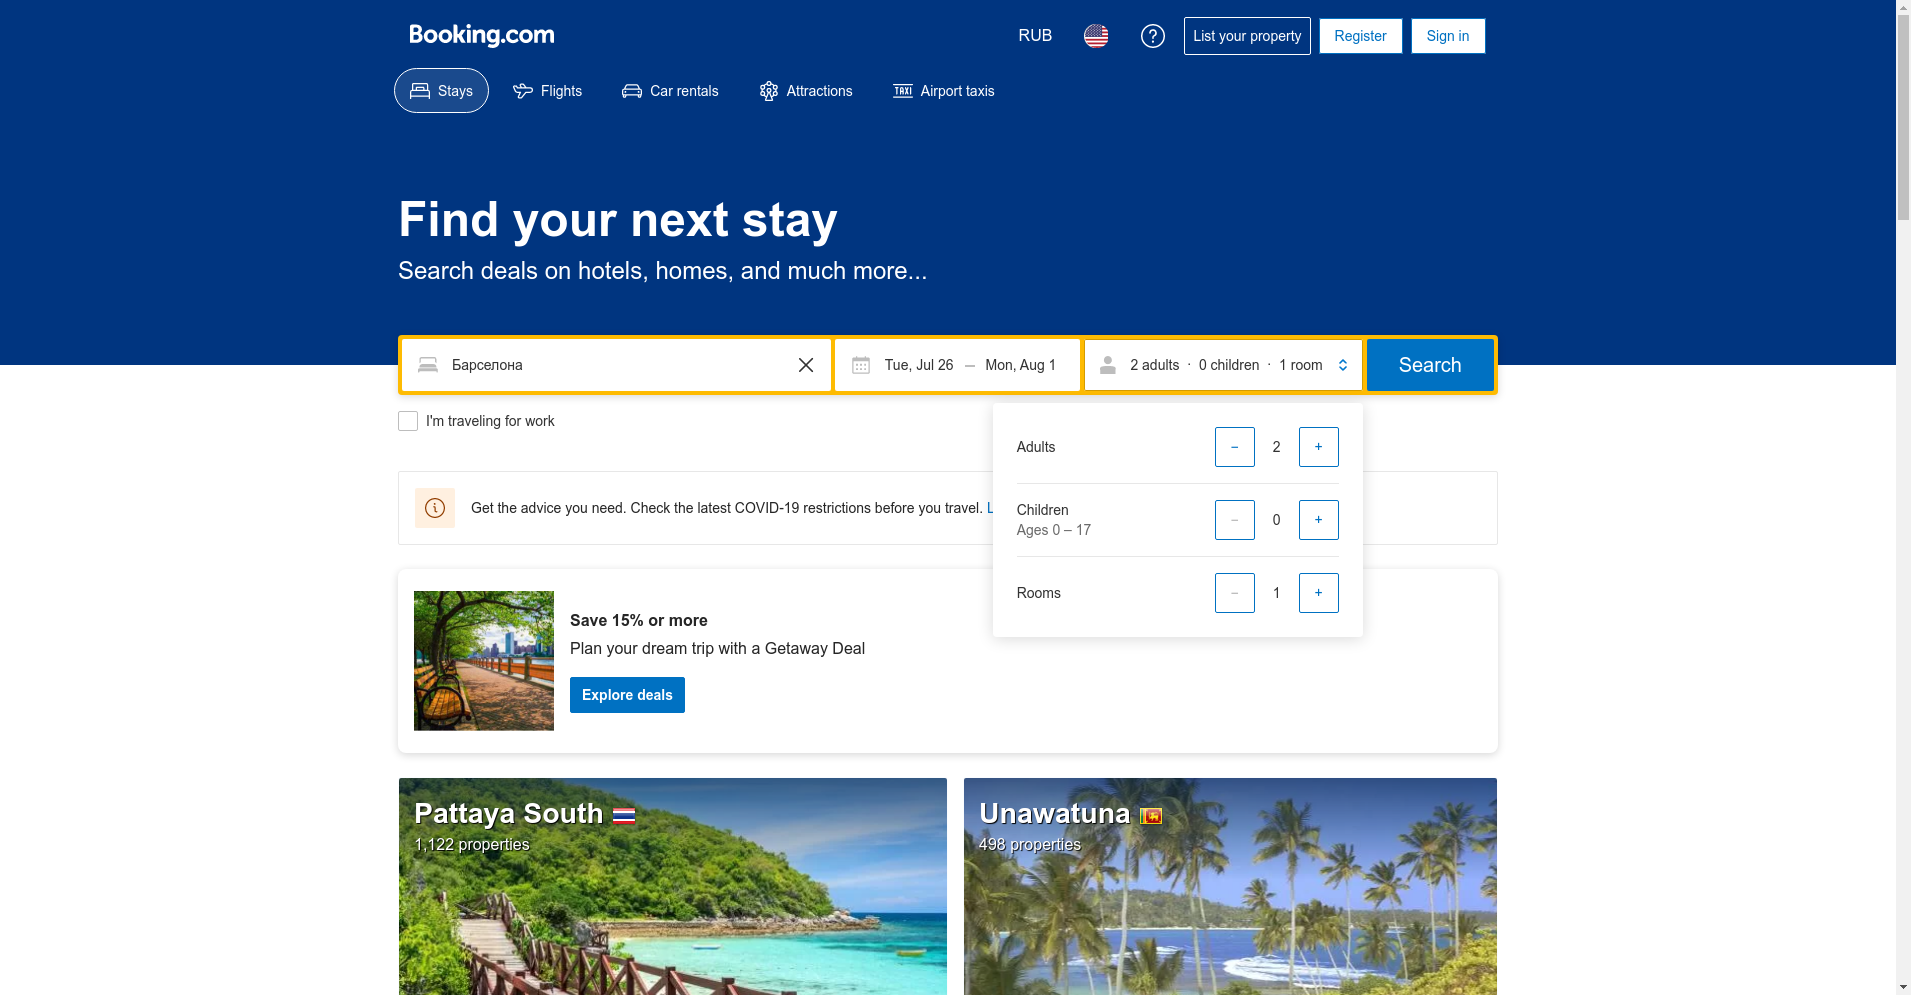 Booking.com
RUB
List your property
Register
Sign in
Stays
Flights
Car rentals
TAXI
Attractions
Airport taxis
Find your next stay
Search deals on hotels, homes, and much more...
Барселона
Tue, Jul 26 — Mon, Aug 1
2 adults · 0 children · 1 room
Search
I'm traveling for work
Adults
− 2 +
Children
Ages 0 – 17
− 0 +
Rooms
− 1 +
Get the advice you need. Check the latest COVID-19 restrictions before you travel. L
Save 15% or more
Plan your dream trip with a Getaway Deal
Explore deals
Pattaya South
1,122 properties
Unawatuna
498 properties